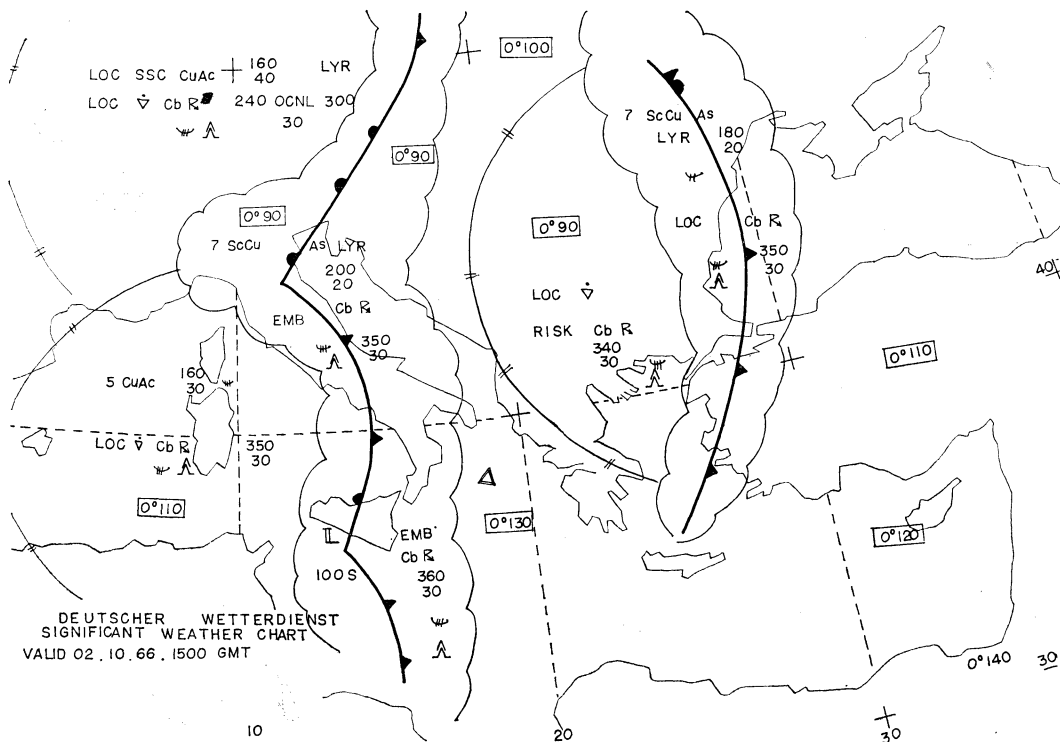 LOC SSC CuAc 160 LYR
40
LOC Cb 240 OCNL 300
30
0°100
7 ScCu As
LYR 180
20
0°90
0°90
7 ScCu As LYR
200
20
Cb
EMB
350
30
0°90
LOC
RISK Cb
340
30
LOC Cb
350
30
40
0°110
5 CuAc 160
30
LOC Cb 350
30
0°110
0°130
EMB
Cb
360
30
L
100S
0°120
DEUTSCHER WETTERDIENST
SIGNIFICANT WEATHER CHART
VALID 02.10.66.1500 GMT
0°140 30
10
20
30